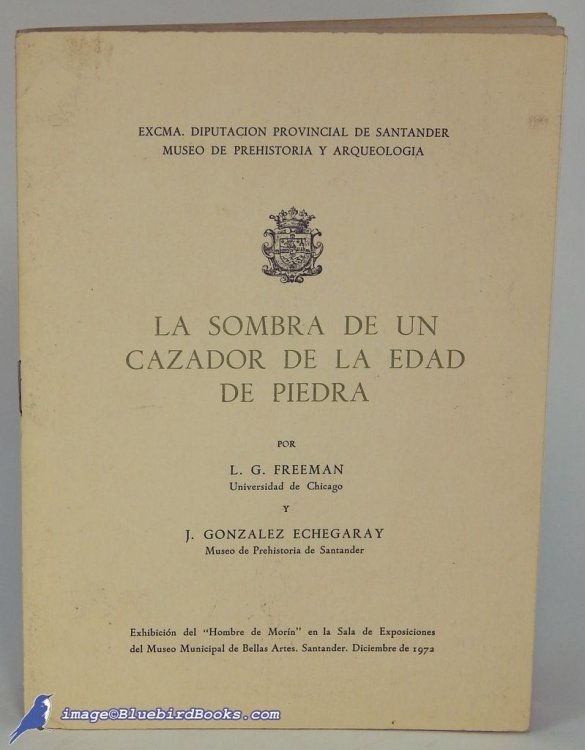 EXCMA. DIPUTACION PROVINCIAL DE SANTANDER
MUSEO DE PREHISTORIA Y ARQUEOLOGIA
LA SOMBRA DE UN
CAZADOR DE LA EDAD
DE PIEDRA
POR
L. G. FREEMAN
Universidad de Chicago
Y
J. GONZALEZ ECHEGARAY
Museo de Prehistoria de Santander
Exhibición del "Hombre de Morín" en la Sala de Exposiciones
del Museo Municipal de Bellas Artes. Santander. Diciembre de 1972
image©BluebirdBooks.com